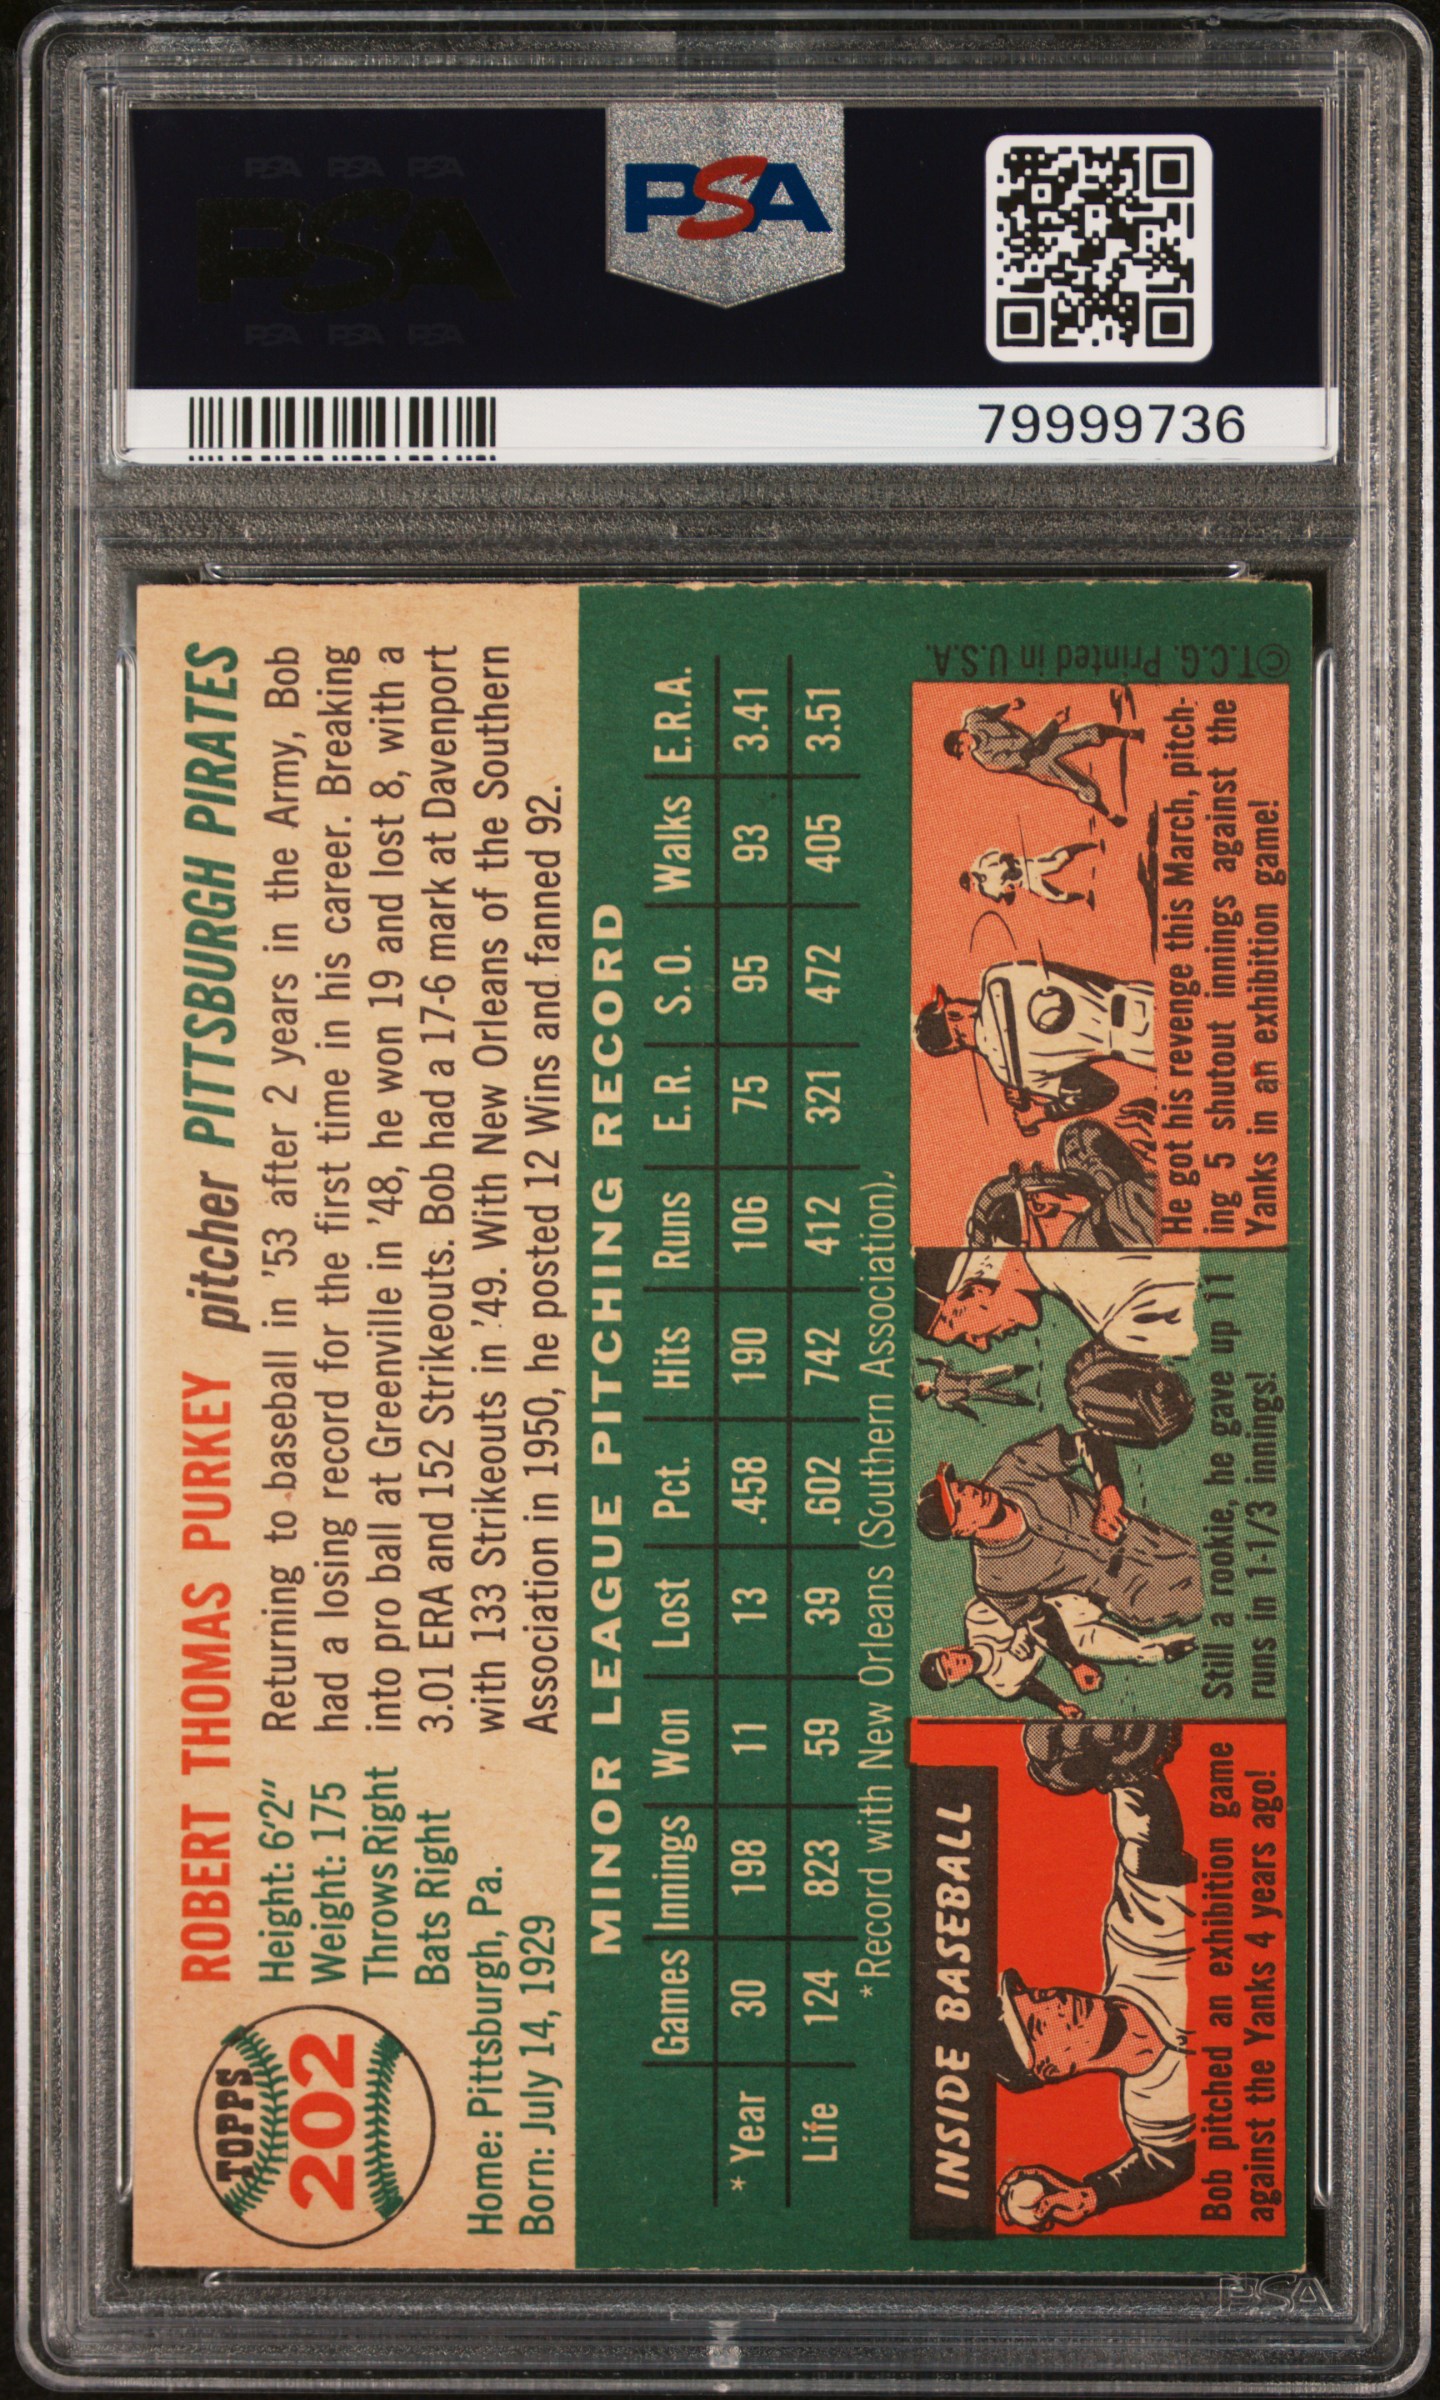 PSA PSA PSA
PSA
PSA PSA PSA
PSA
79999736
TOPPS
202
ROBERT THOMAS PURKEY pitcher PITTSBURGH PIRATES
Height: 6'2"
Weight: 175
Throws Right
Bats Right
Home: Pittsburgh, Pa.
Born: July 14, 1929
Returning to baseball in '53 after 2 years in the Army, Bob
had a losing record for the first time in his career. Breaking
into pro ball at Greenville in '48, he won 19 and lost 8, with a
3.01 ERA and 152 Strikeouts. Bob had a 17-6 mark at Davenport
with 133 Strikeouts in '49. With New Orleans of the Southern
Association in 1950, he posted 12 Wins and fanned 92.
MINOR LEAGUE PITCHING RECORD
Games Innings Won Lost Pct. Hits Runs E.R. S.O. Walks E.R.A.
* Year 30 198 11 13 .458 190 106 75 95 93 3.41
Life 124 823 59 39 .602 742 412 321 472 405 3.51
* Record with New Orleans (Southern Association).
INSIDE BASEBALL
Bob pitched an exhibition game
against the Yanks 4 years ago!
Still a rookie, he gave up 11
runs in 1-1/3 innings!
He got his revenge this March, pitch-
ing 5 shutout innings against the
Yanks in an exhibition game!
©T.C.G. Printed in U.S.A.
PSA